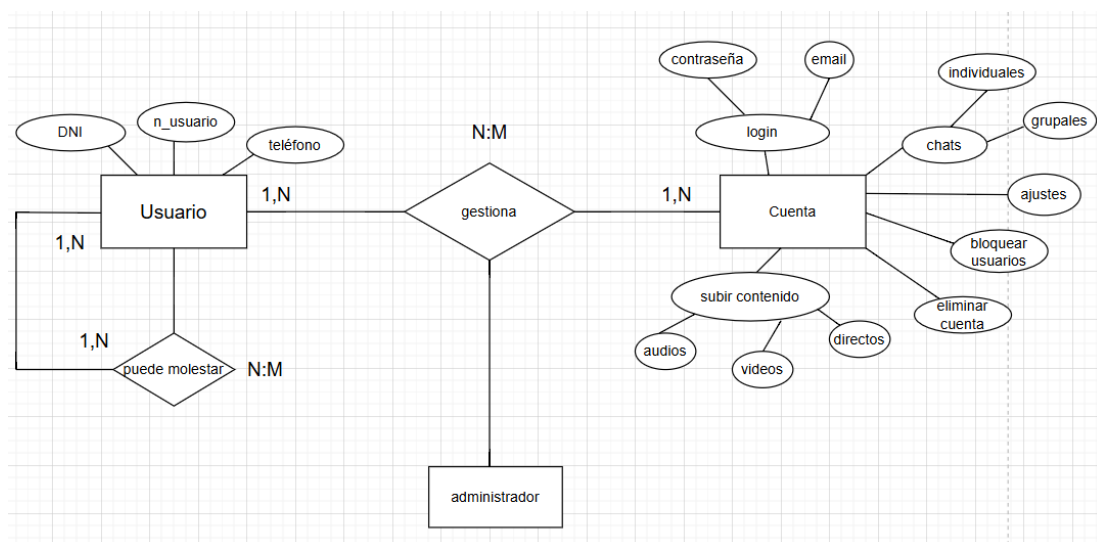 contraseña
email
individuales
grupales
DNI
n_usuario
teléfono
N:M
login
chats
Usuario
1,N
gestiona
1,N
Cuenta
ajustes
1,N
bloquear
usuarios
subir contenido
eliminar
cuenta
1,N
audios
directos
videos
puede molestar
N:M
administrador